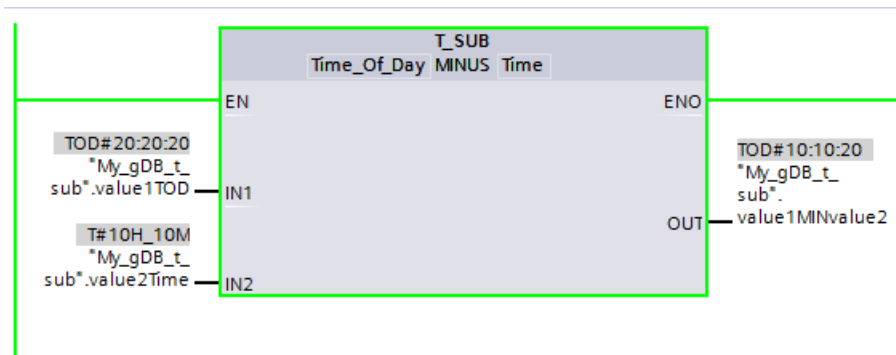 T_SUB
Time_Of_Day MINUS Time
EN
ENO
TOD#20:20:20
"My_gDB_t_
sub".value1TOD
IN1
T#10H_10M
"My_gDB_t_
sub".value2Time
IN2
TOD#10:10:20
"My_gDB_t_
sub".
value1MINvalue2
OUT